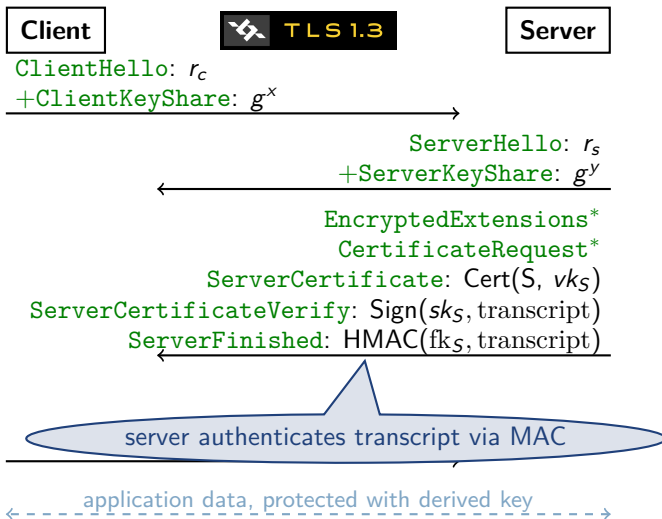 Client TLS 1.3 Server
ClientHello: r_c
+ClientKeyShare: g^x
ServerHello: r_s
+ServerKeyShare: g^y
EncryptedExtensions*
CertificateRequest*
ServerCertificate: Cert(S, vk_S)
ServerCertificateVerify: Sign(sk_S, transcript)
ServerFinished: HMAC(fk_S, transcript)
server authenticates transcript via MAC
application data, protected with derived key